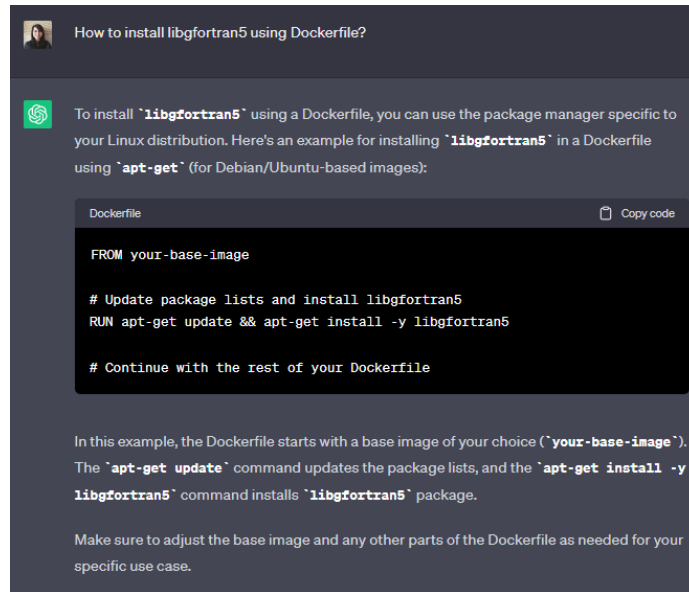 How to install libgfortran5 using Dockerfile?
To install `libgfortran5` using a Dockerfile, you can use the package manager specific to
your Linux distribution. Here's an example for installing `libgfortran5` in a Dockerfile
using `apt-get` (for Debian/Ubuntu-based images):
Dockerfile Copy code
FROM your-base-image
# Update package lists and install libgfortran5
RUN apt-get update && apt-get install -y libgfortran5
# Continue with the rest of your Dockerfile
In this example, the Dockerfile starts with a base image of your choice (`your-base-image`).
The `apt-get update` command updates the package lists, and the `apt-get install -y
libgfortran5` command installs `libgfortran5` package.
Make sure to adjust the base image and any other parts of the Dockerfile as needed for your
specific use case.